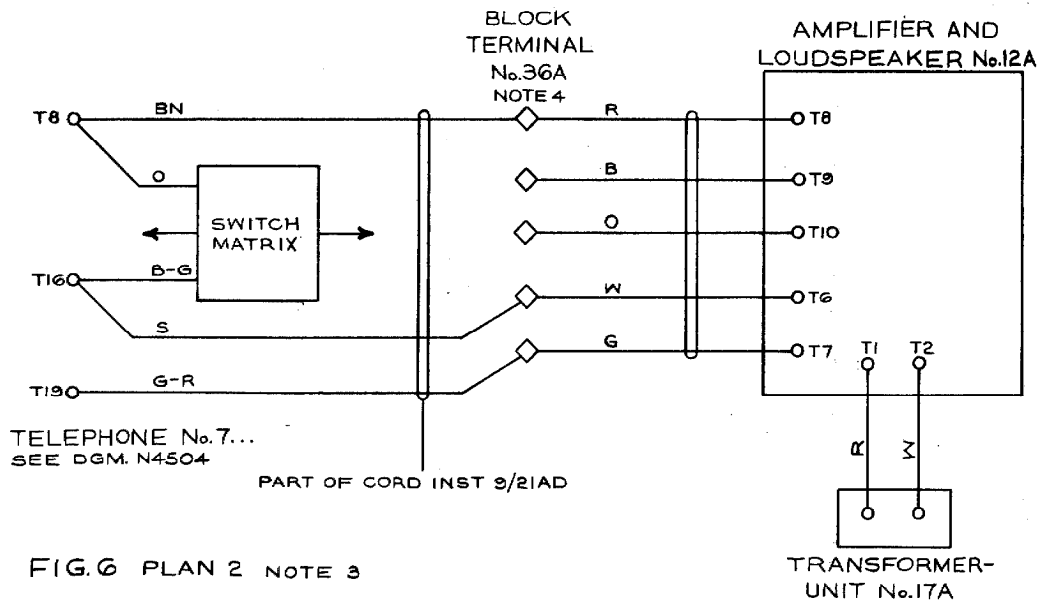 BLOCK
TERMINAL
No.36A
NOTE 4
AMPLIFIER AND
LOUDSPEAKER No.12A
T8
BN
R
T8
O
B
T9
SWITCH
MATRIX
O
T10
T16
B-G
W
T6
S
G
T7
T1
T2
T19
G-R
TELEPHONE No.7...
SEE DGM. N4504
PART OF CORD INST 9/21AD
R
W
FIG.6 PLAN 2 NOTE 3
TRANSFORMER-
UNIT No.17A